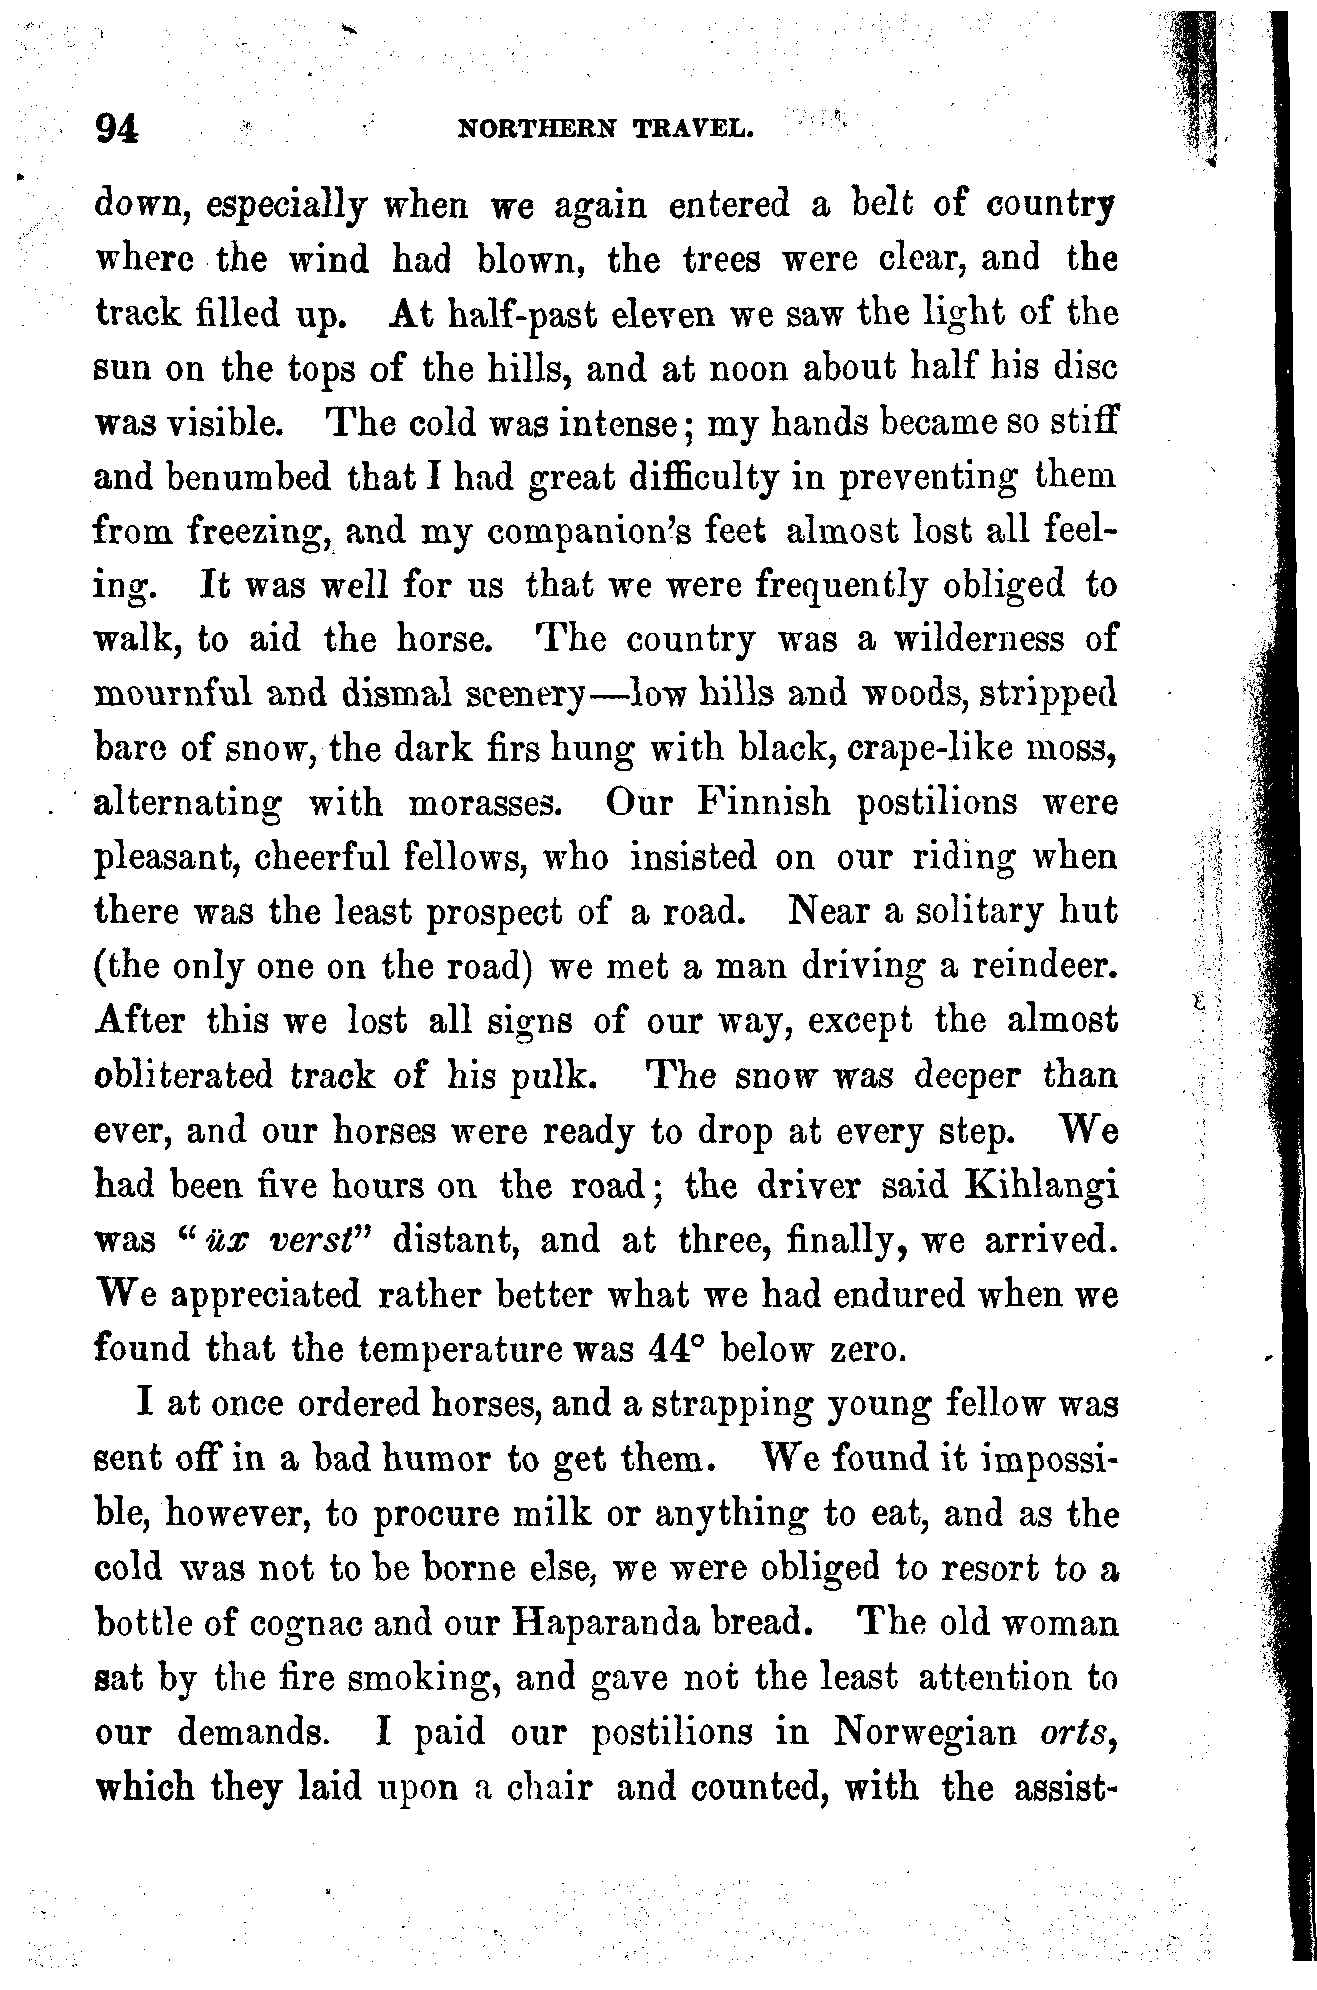 94 NORTHERN TRAVEL.
down, especially when we again entered a belt of country
where the wind had blown, the trees were clear, and the
track filled up. At half-past eleven we saw the light of the
sun on the tops of the hills, and at noon about half his disc
was visible. The cold was intense; my hands became so stiff
and benumbed that I had great difficulty in preventing them
from freezing, and my companion's feet almost lost all feel-
ing. It was well for us that we were frequently obliged to
walk, to aid the horse. The country was a wilderness of
mournful and dismal scenery—low hills and woods, stripped
bare of snow, the dark firs hung with black, crape-like moss,
alternating with morasses. Our Finnish postilions were
pleasant, cheerful fellows, who insisted on our riding when
there was the least prospect of a road. Near a solitary hut
(the only one on the road) we met a man driving a reindeer.
After this we lost all signs of our way, except the almost
obliterated track of his pulk. The snow was deeper than
ever, and our horses were ready to drop at every step. We
had been five hours on the road; the driver said Kihlangi
was "üx verst" distant, and at three, finally, we arrived.
We appreciated rather better what we had endured when we
found that the temperature was 44° below zero.
I at once ordered horses, and a strapping young fellow was
sent off in a bad humor to get them. We found it impossi-
ble, however, to procure milk or anything to eat, and as the
cold was not to be borne else, we were obliged to resort to a
bottle of cognac and our Haparanda bread. The old woman
sat by the fire smoking, and gave not the least attention to
our demands. I paid our postilions in Norwegian orts,
which they laid upon a chair and counted, with the assist-